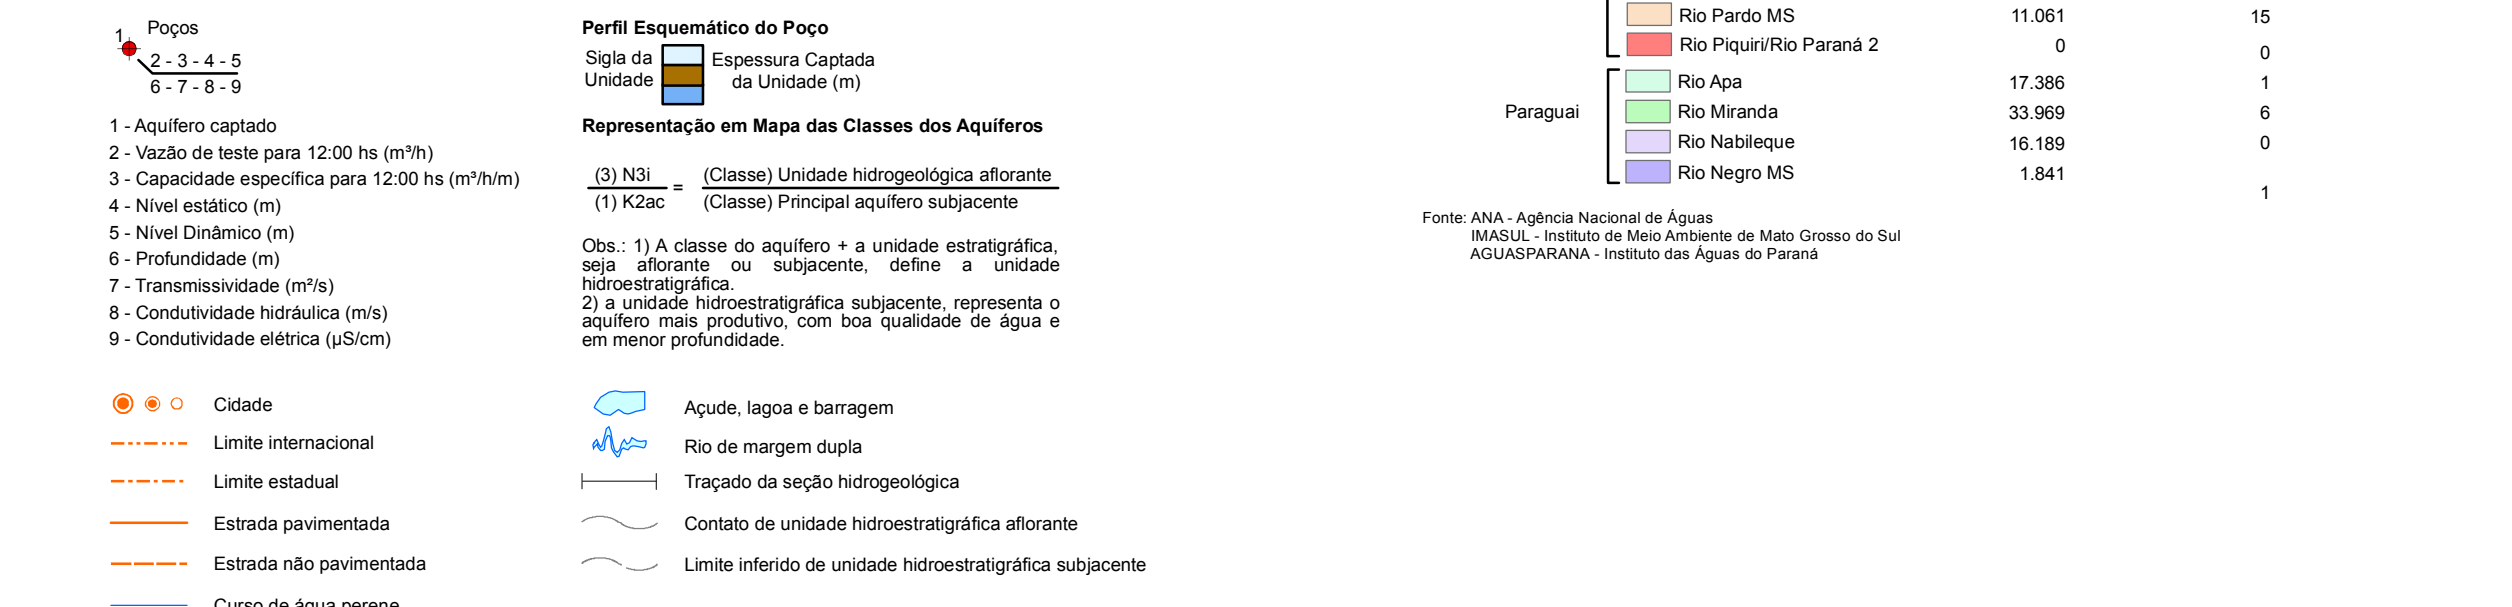 1 Poços
2 - 3 - 4 - 5
6 - 7 - 8 - 9
1 - Aquífero captado
2 - Vazão de teste para 12:00 hs (m³/h)
3 - Capacidade específica para 12:00 hs (m³/h/m)
4 - Nível estático (m)
5 - Nível Dinâmico (m)
6 - Profundidade (m)
7 - Transmissividade (m²/s)
8 - Condutividade hidráulica (m/s)
9 - Condutividade elétrica (µS/cm)
Cidade
Limite internacional
Limite estadual
Estrada pavimentada
Estrada não pavimentada
Curso de água perene
Perfil Esquemático do Poço
Sigla da
Unidade
Espessura Captada
da Unidade (m)
Representação em Mapa das Classes dos Aquíferos
(3) N3i
(1) K2ac
=
(Classe) Unidade hidrogeológica aflorante
(Classe) Principal aquífero subjacente
Obs.: 1) A classe do aquífero + a unidade estratigráfica,
seja aflorante ou subjacente, define a unidade
hidroestratigráfica.
2) a unidade hidroestratigráfica subjacente, representa o
aquífero mais produtivo, com boa qualidade de água e
em menor profundidade.
Açude, lagoa e barragem
Rio de margem dupla
Traçado da seção hidrogeológica
Contato de unidade hidroestratigráfica aflorante
Limite inferido de unidade hidroestratigráfica subjacente
Rio Pardo MS 11.061 15
Rio Piquiri/Rio Paraná 2 0 0
Paraguai
Rio Apa 17.386 1
Rio Miranda 33.969 6
Rio Nabileque 16.189 0
Rio Negro MS 1.841 1
Fonte: ANA - Agência Nacional de Águas
IMASUL - Instituto de Meio Ambiente de Mato Grosso do Sul
AGUASPARANA - Instituto das Águas do Paraná